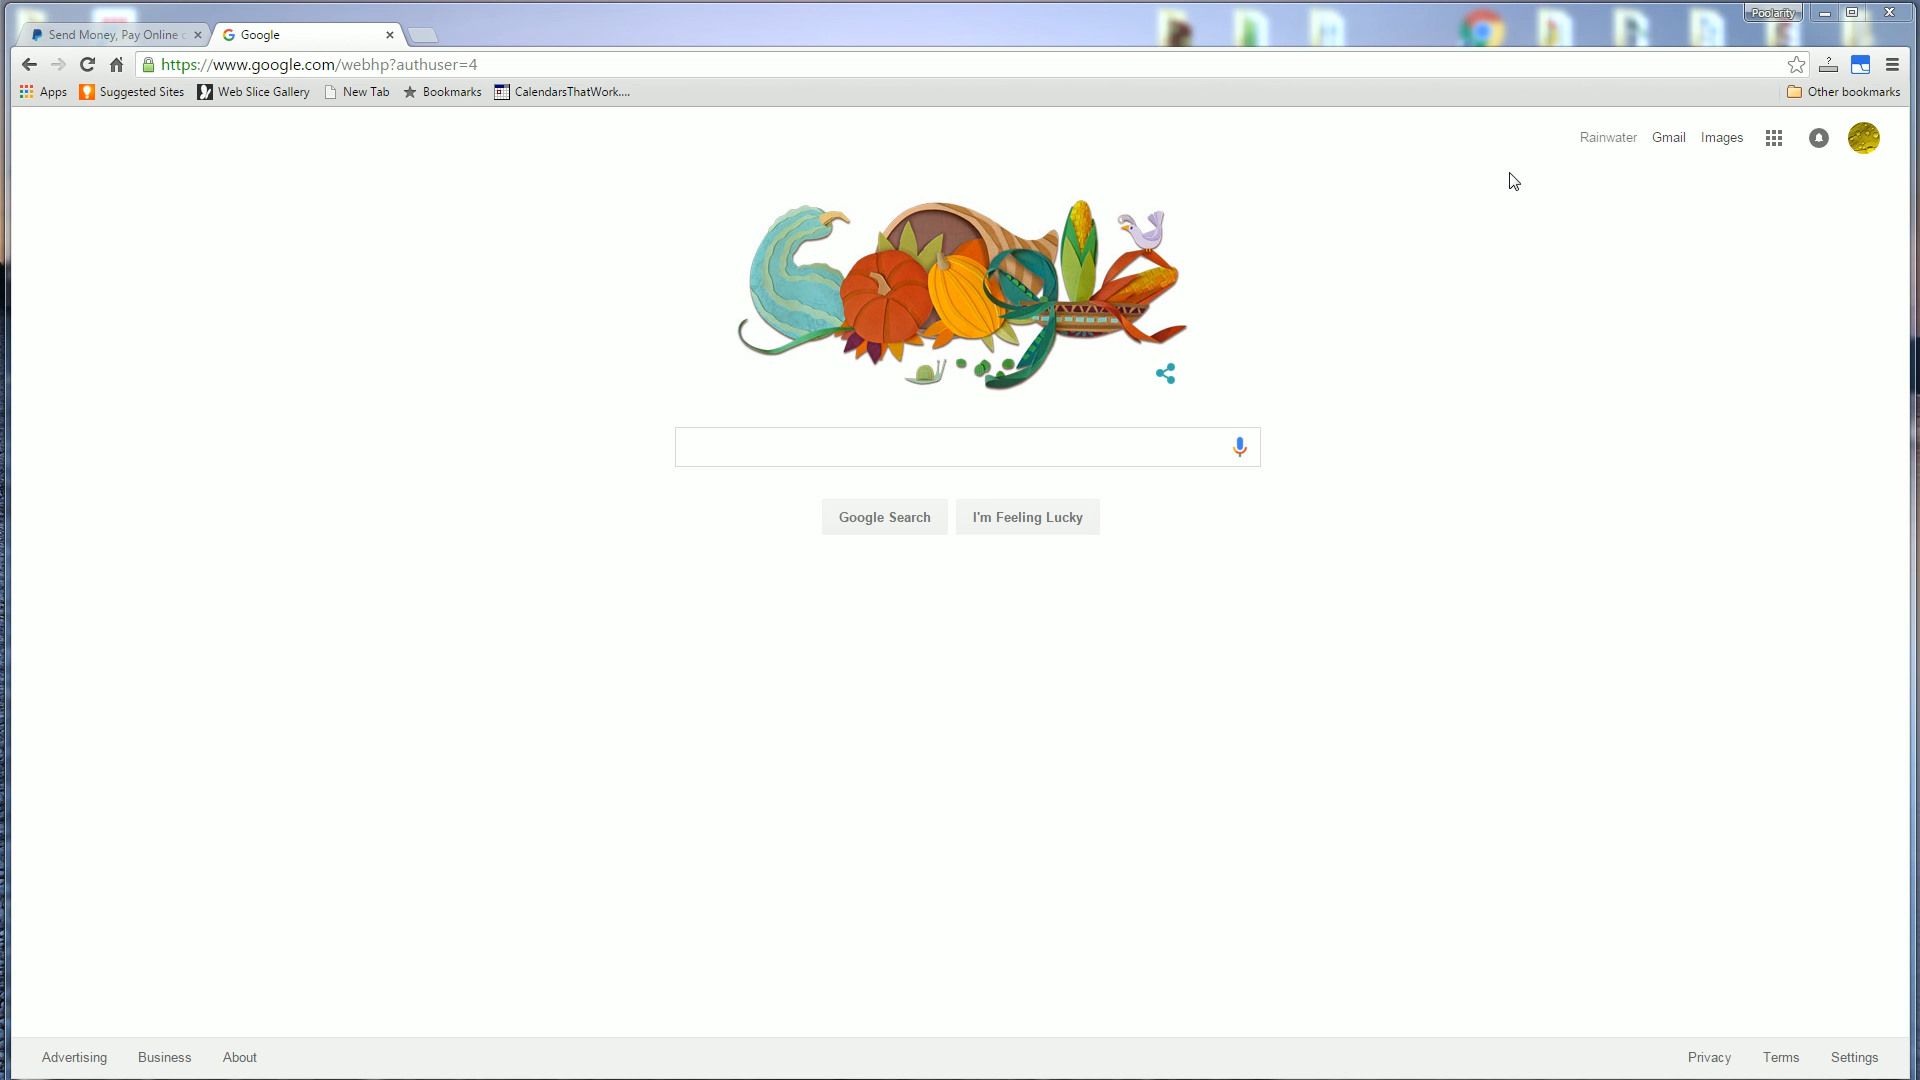 Poolarity
Send Money, Pay Online
Google
https://www.google.com/webhp?authuser=4
Apps Suggested Sites Web Slice Gallery New Tab Bookmarks CalendarsThatWork.... Other bookmarks
Rainwater Gmail Images
Google Search I'm Feeling Lucky
Advertising Business About Privacy Terms Settings